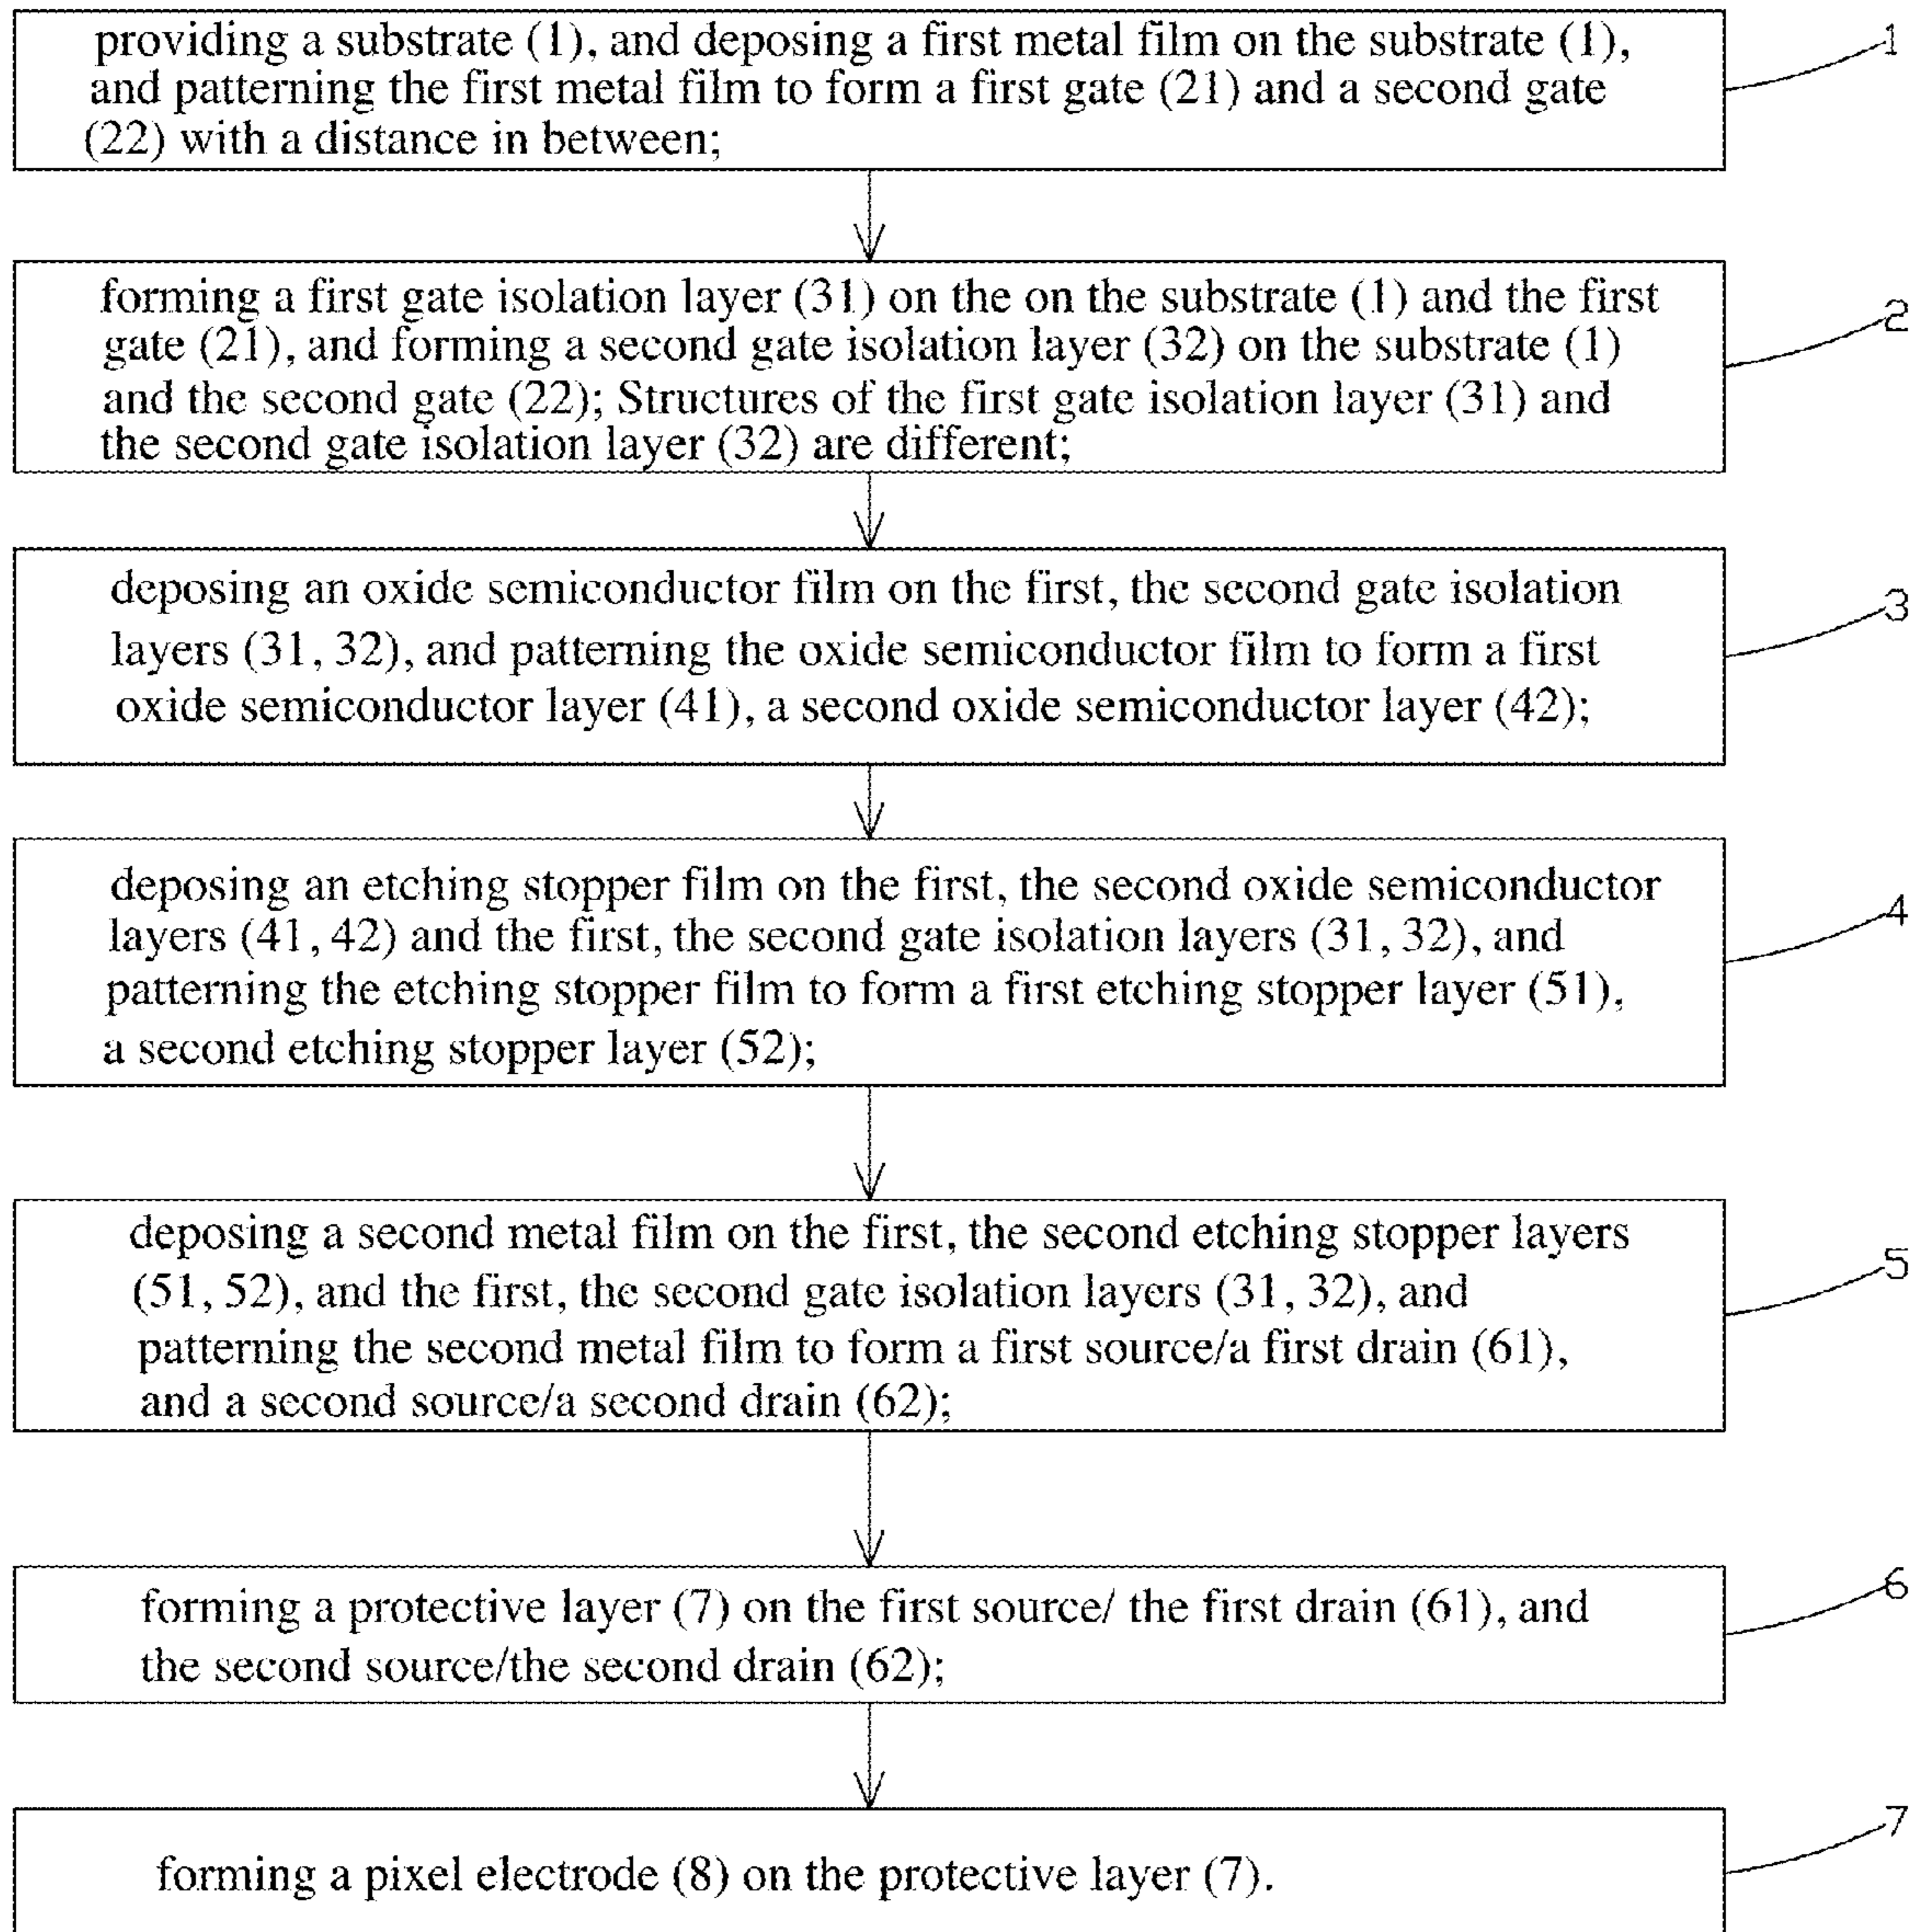 providing a substrate (1), and deposing a first metal film on the substrate (1),
and patterning the first metal film to form a first gate (21) and a second gate
(22) with a distance in between;
1
forming a first gate isolation layer (31) on the on the substrate (1) and the first
gate (21), and forming a second gate isolation layer (32) on the substrate (1)
and the second gate (22); Structures of the first gate isolation layer (31) and
the second gate isolation layer (32) are different;
2
deposing an oxide semiconductor film on the first, the second gate isolation
layers (31, 32), and patterning the oxide semiconductor film to form a first
oxide semiconductor layer (41), a second oxide semiconductor layer (42);
3
deposing an etching stopper film on the first, the second oxide semiconductor
layers (41, 42) and the first, the second gate isolation layers (31, 32), and
patterning the etching stopper film to form a first etching stopper layer (51),
a second etching stopper layer (52);
4
deposing a second metal film on the first, the second etching stopper layers
(51, 52), and the first, the second gate isolation layers (31, 32), and
patterning the second metal film to form a first source/a first drain (61),
and a second source/a second drain (62);
5
forming a protective layer (7) on the first source/ the first drain (61), and
the second source/the second drain (62);
6
forming a pixel electrode (8) on the protective layer (7).
7